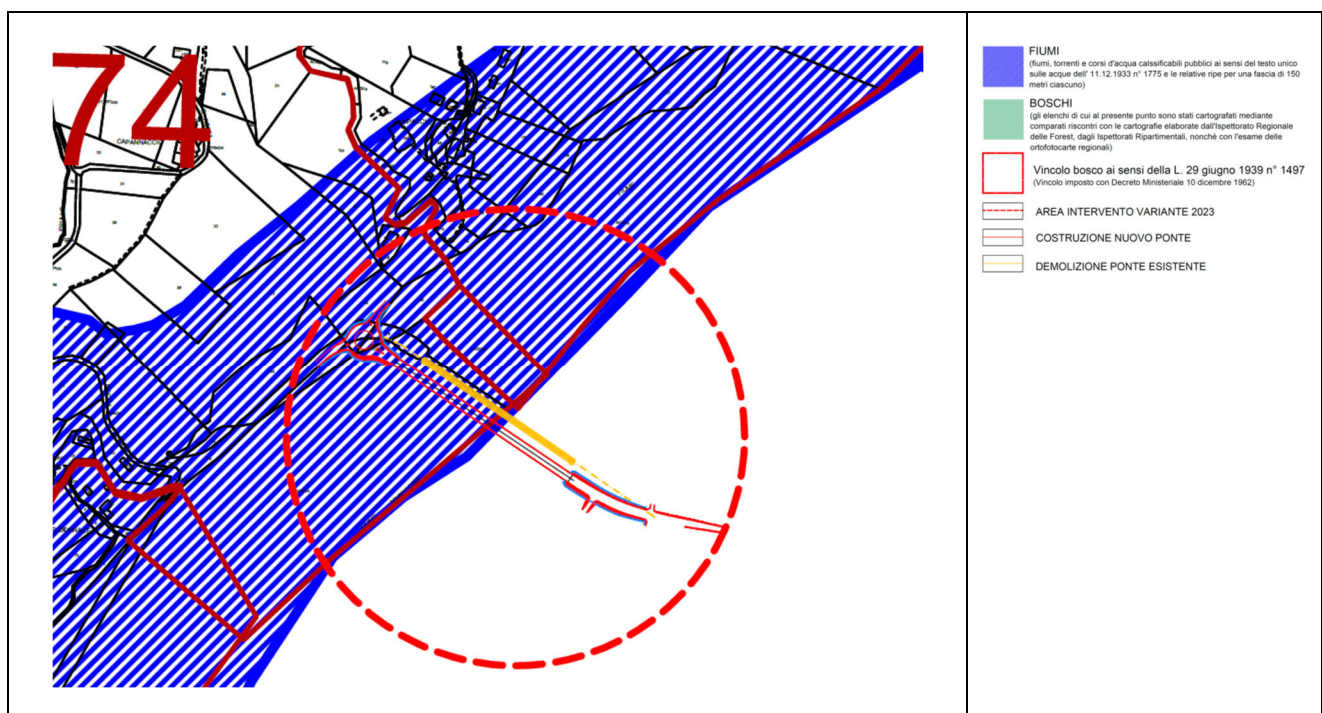 74
CAPANNACCIA
FIUMI
(fiumi, torrenti e corsi d'acqua calssificabili pubblici ai sensi del testo unico
sulle acque dell' 11.12.1933 n° 1775 e le relative ripe per una fascia di 150
metri ciascuno)
BOSCHI
(gli elenchi di cui al presente punto sono stati cartografati mediante
comparati riscontri con le cartografie elaborate dall'Ispettorato Regionale
delle Forest, dagli Ispettorati Ripartimentali, nonchè con l'esame delle
ortofotocarte regionali)
Vincolo bosco ai sensi della L. 29 giugno 1939 n° 1497
(Vincolo imposto con Decreto Ministeriale 10 dicembre 1962)
AREA INTERVENTO VARIANTE 2023
COSTRUZIONE NUOVO PONTE
DEMOLIZIONE PONTE ESISTENTE